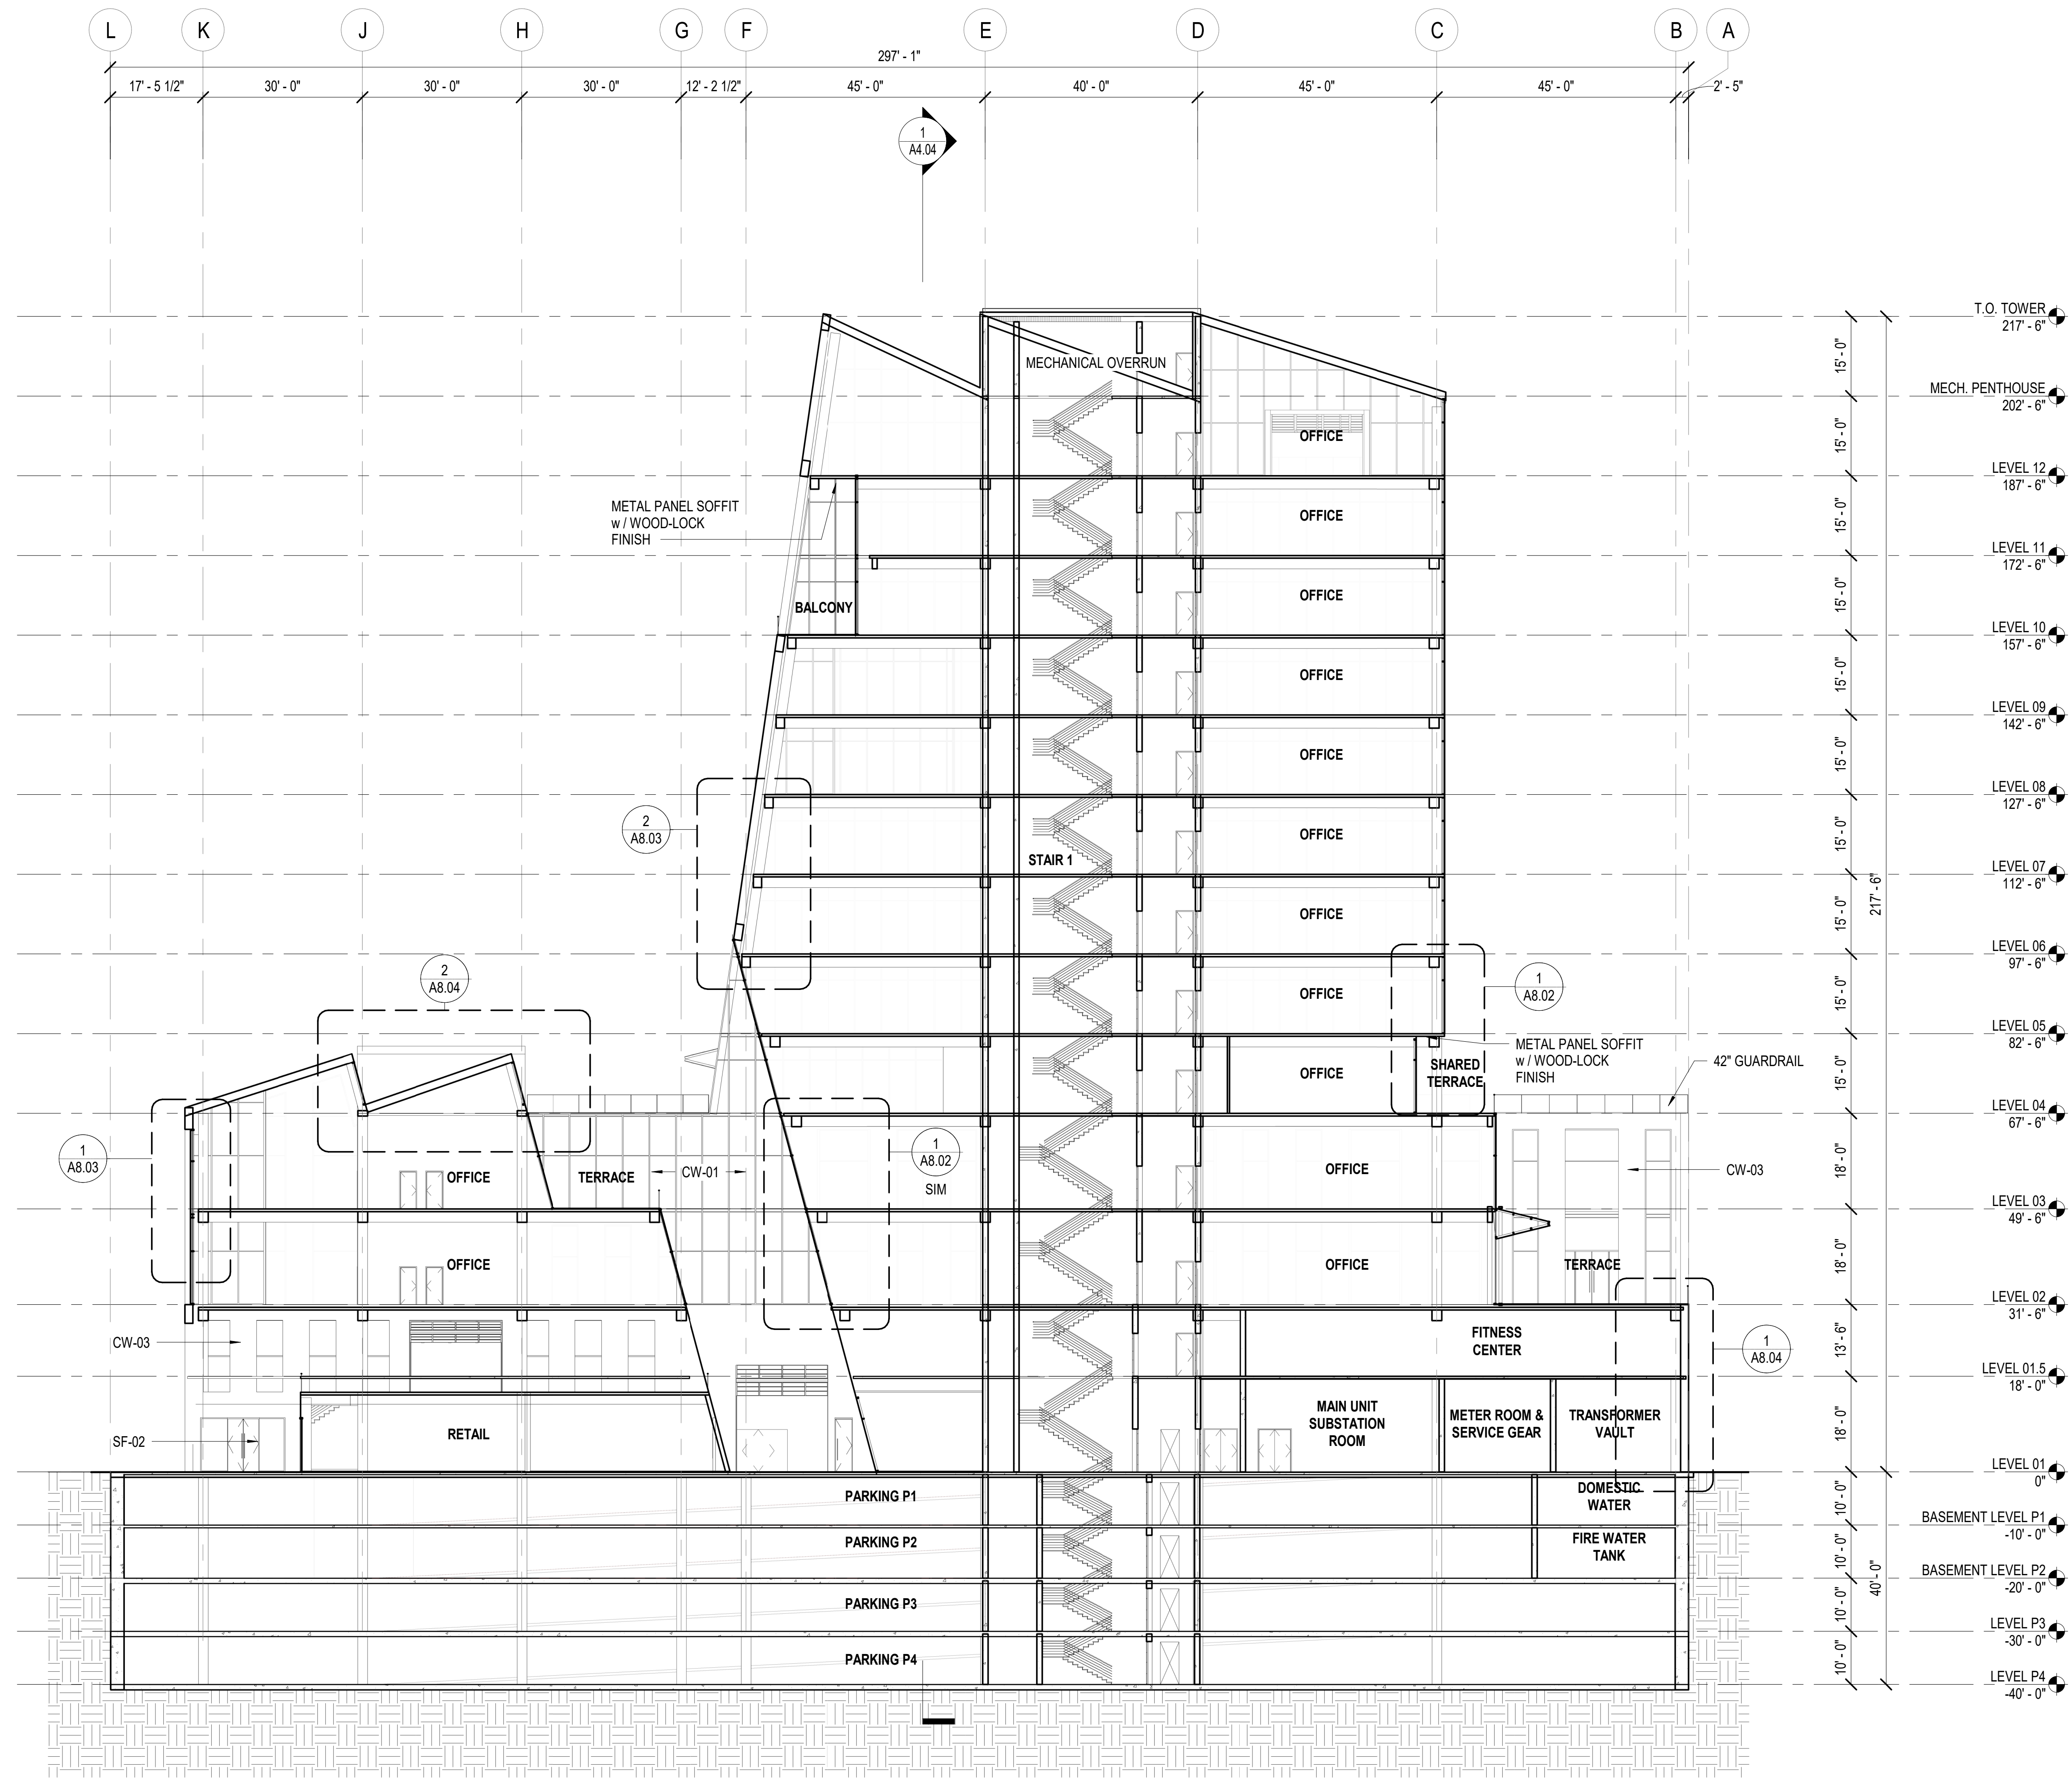 L K J H G F E D C B A
297' - 1"
17' - 5 1/2" 30' - 0" 30' - 0" 30' - 0" 12' - 2 1/2" 45' - 0" 40' - 0" 45' - 0" 45' - 0" 2' - 5"
1
A4.04
T.O. TOWER
217' - 6"
15' - 0"
MECHANICAL OVERRUN
MECH. PENTHOUSE
202' - 6"
OFFICE
15' - 0"
LEVEL 12
187' - 6"
METAL PANEL SOFFIT
w / WOOD-LOCK
FINISH
OFFICE
15' - 0"
LEVEL 11
172' - 6"
BALCONY
OFFICE
15' - 0"
LEVEL 10
157' - 6"
OFFICE
15' - 0"
LEVEL 09
142' - 6"
OFFICE
15' - 0"
LEVEL 08
127' - 6"
2
A8.03
STAIR 1
OFFICE
15' - 0"
LEVEL 07
112' - 6"
217' - 6"
OFFICE
15' - 0"
LEVEL 06
97' - 6"
2
A8.04
OFFICE
1
A8.02
15' - 0"
LEVEL 05
82' - 6"
METAL PANEL SOFFIT
w / WOOD-LOCK
FINISH
OFFICE
SHARED
TERRACE
42" GUARDRAIL
15' - 0"
LEVEL 04
67' - 6"
1
A8.03
OFFICE
TERRACE
CW-01
1
A8.02
SIM
OFFICE
CW-03
18' - 0"
LEVEL 03
49' - 6"
OFFICE
OFFICE
TERRACE
18' - 0"
LEVEL 02
31' - 6"
CW-03
FITNESS
CENTER
1
A8.04
13' - 6"
LEVEL 01.5
18' - 0"
SF-02
RETAIL
MAIN UNIT
SUBSTATION
ROOM
METER ROOM &
SERVICE GEAR
TRANSFORMER
VAULT
18' - 0"
LEVEL 01
0"
PARKING P1
DOMESTIC
WATER
10' - 0"
BASEMENT LEVEL P1
-10' - 0"
PARKING P2
FIRE WATER
TANK
10' - 0"
BASEMENT LEVEL P2
-20' - 0"
40' - 0"
PARKING P3
10' - 0"
LEVEL P3
-30' - 0"
PARKING P4
10' - 0"
LEVEL P4
-40' - 0"